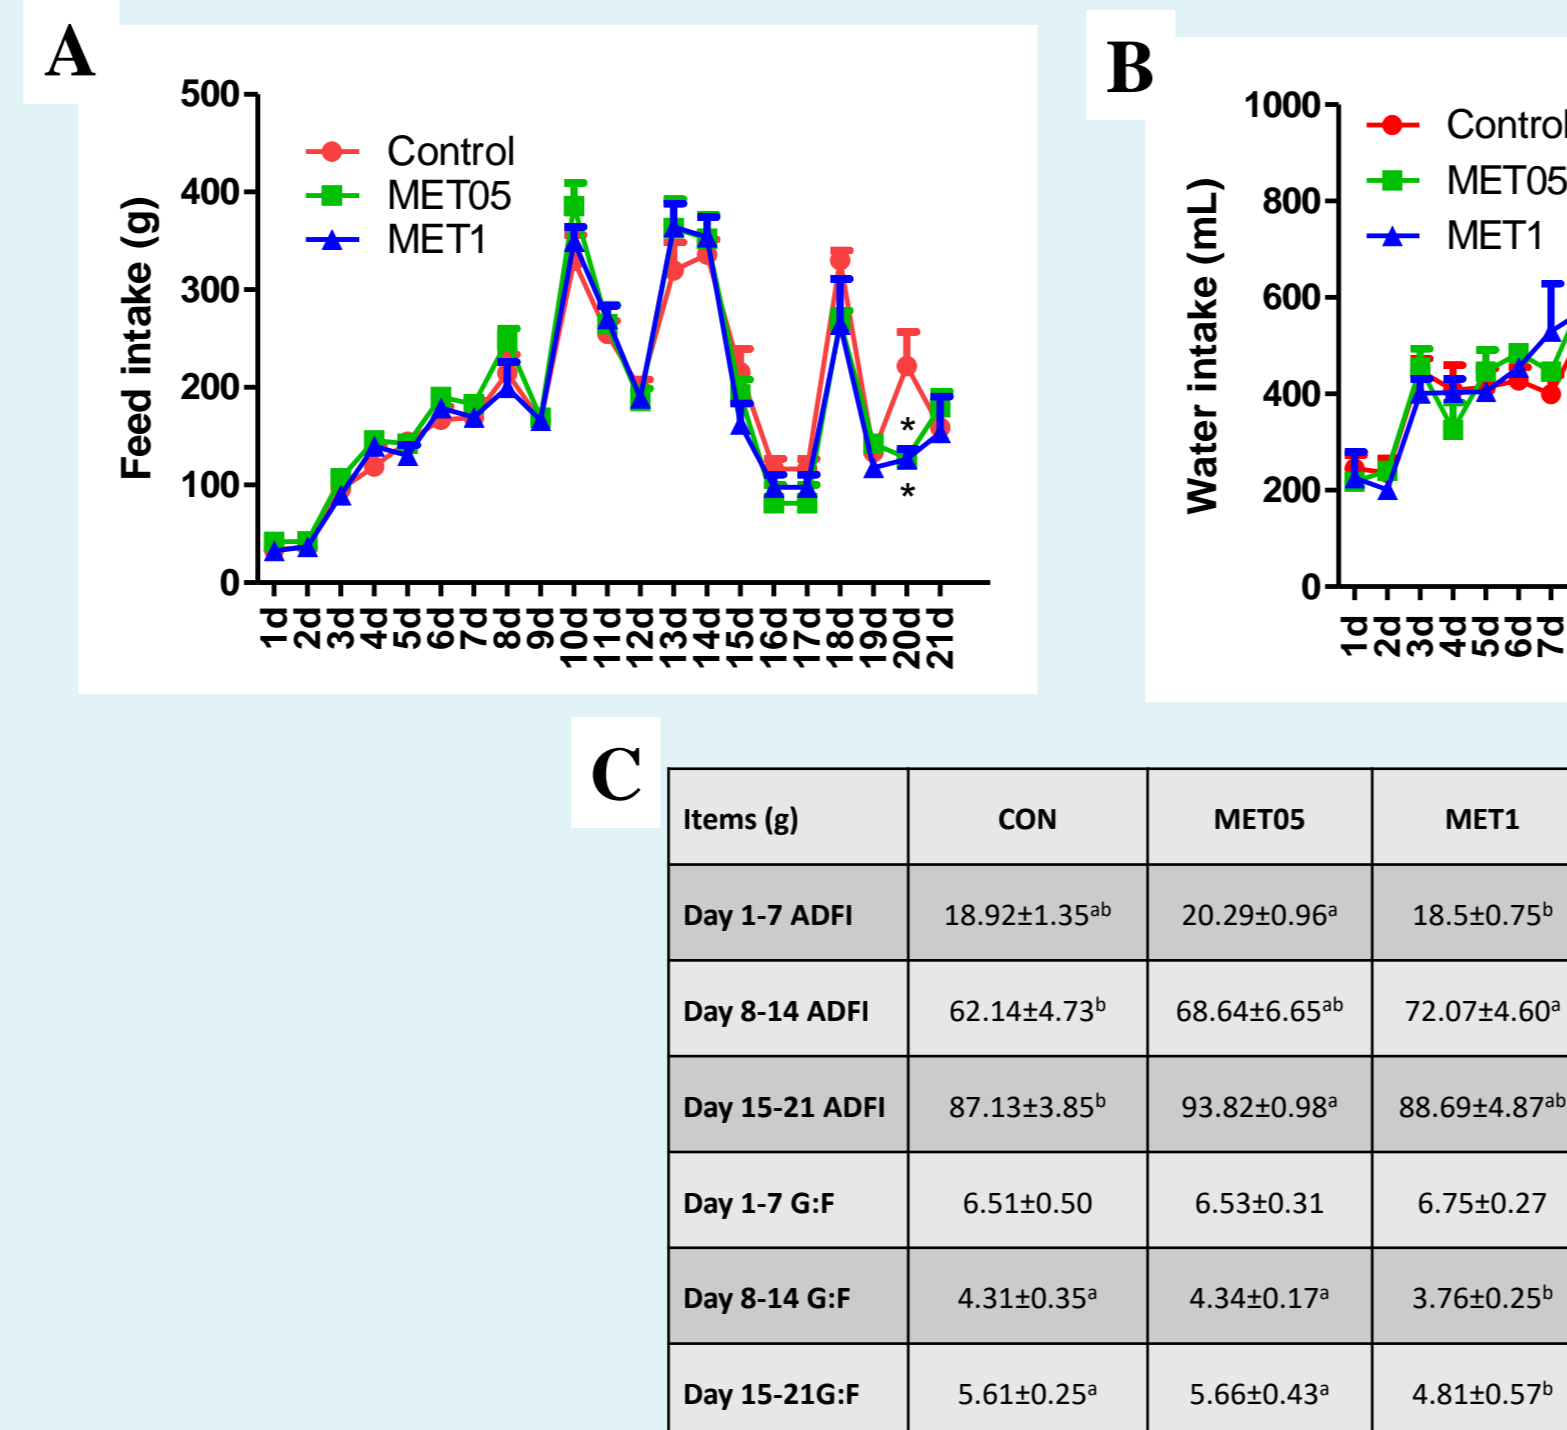 A
Feed intake (g)
500
400
300
200
100
0
Control
MET05
MET1
*
*
1d 2d 3d 4d 5d 6d 7d 8d 9d 10d 11d 12d 13d 14d 15d 16d 17d 18d 19d 20d 21d
B
Water intake (mL)
1000
800
600
400
200
0
Control
MET05
MET1
1d 2d 3d 4d 5d 6d 7d
C
Items (g) CON MET05 MET1
Day 1-7 ADFI 18.92±1.35ab 20.29±0.96a 18.5±0.75b
Day 8-14 ADFI 62.14±4.73b 68.64±6.65ab 72.07±4.60a
Day 15-21 ADFI 87.13±3.85b 93.82±0.98a 88.69±4.87ab
Day 1-7 G:F 6.51±0.50 6.53±0.31 6.75±0.27
Day 8-14 G:F 4.31±0.35a 4.34±0.17a 3.76±0.25b
Day 15-21G:F 5.61±0.25a 5.66±0.43a 4.81±0.57b